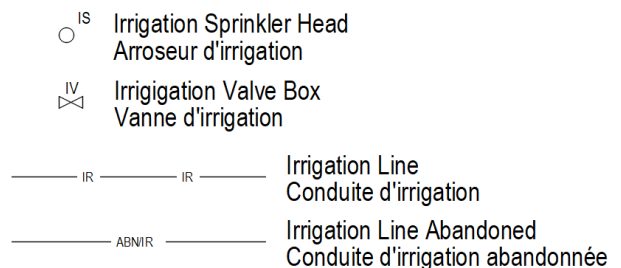 IS
Irrigation Sprinkler Head
Arroseur d'irrigation
IV
Irrigigation Valve Box
Vanne d'irrigation
IR IR
Irrigation Line
Conduite d'irrigation
ABN/IR
Irrigation Line Abandoned
Conduite d'irrigation abandonnée